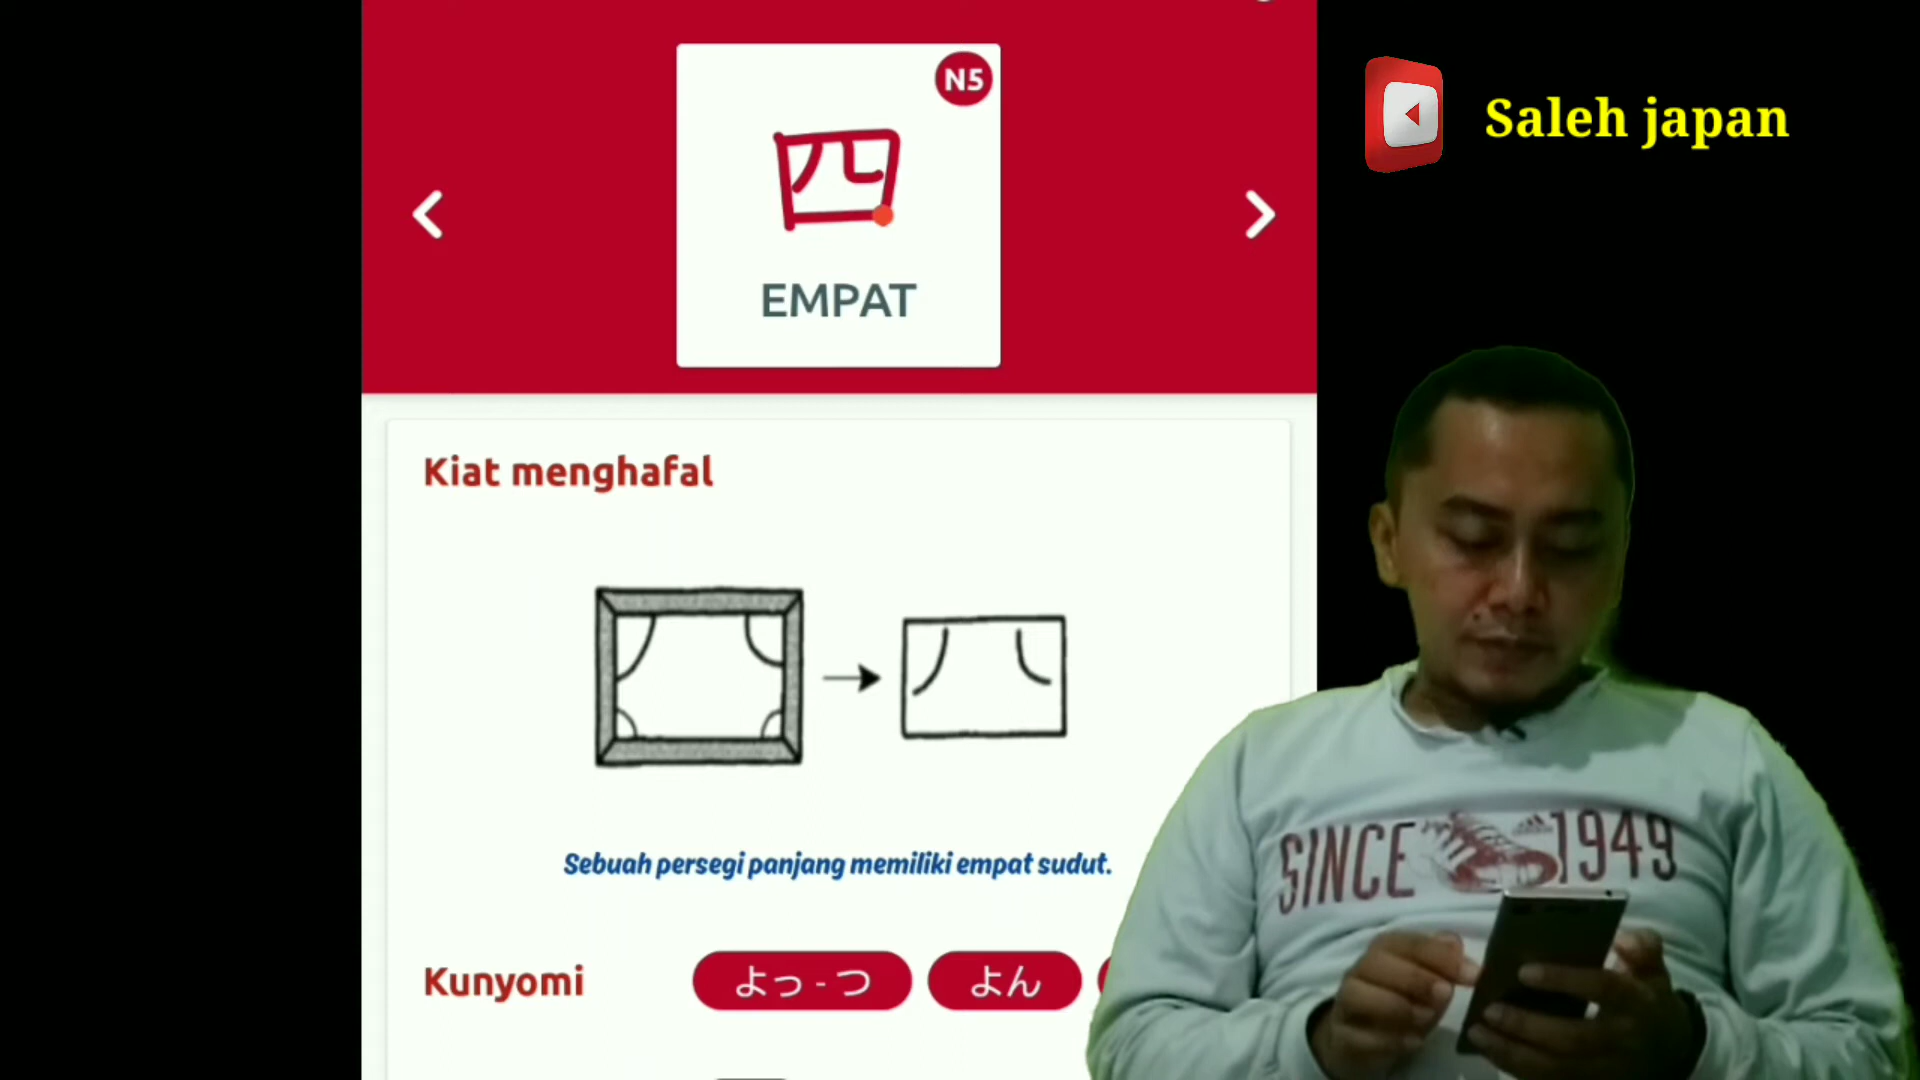 N5
四
EMPAT
Saleh japan
Kiat menghafal
Sebuah persegi panjang memiliki empat sudut.
Kunyomi
よっ - つ
よん
SINCE 1949